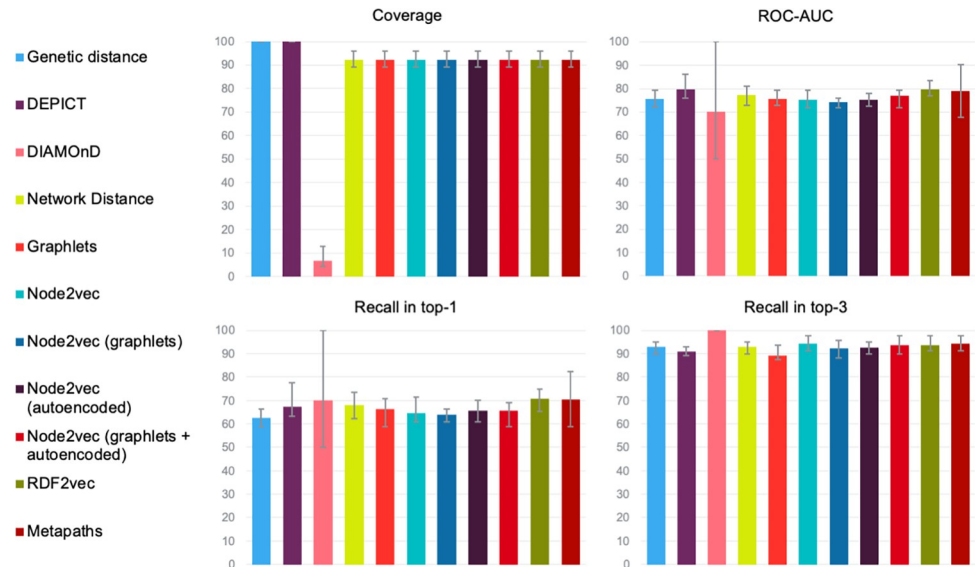 Genetic distance
DEPICT
DIAMOnD
Network Distance
Graphlets
Node2vec
Node2vec (graphlets)
Node2vec
(autoencoded)
Node2vec (graphlets +
autoencoded)
RDF2vec
Metapaths
Coverage
100
90
80
70
60
50
40
30
20
10
0
ROC-AUC
100
90
80
70
60
50
40
30
20
10
0
Recall in top-1
100
90
80
70
60
50
40
30
20
10
0
Recall in top-3
100
90
80
70
60
50
40
30
20
10
0